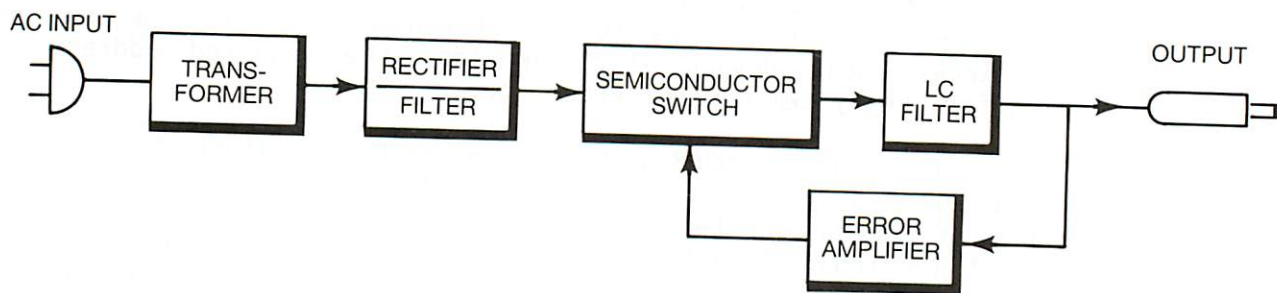 AC INPUT
TRANS-
FORMER
RECTIFIER
FILTER
SEMICONDUCTOR
SWITCH
LC
FILTER
OUTPUT
ERROR
AMPLIFIER